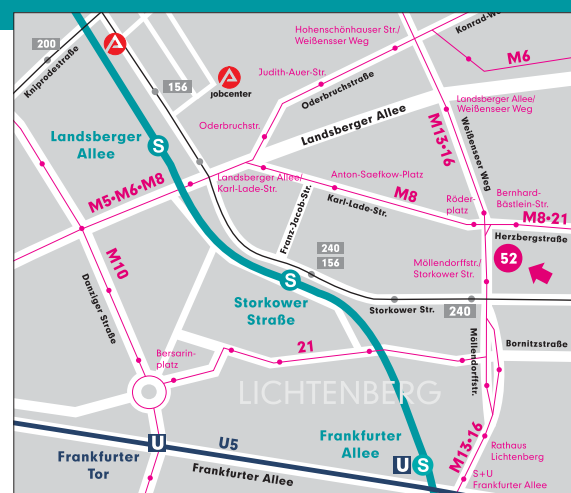 Hohenschönhauser Str./
Weißensser Weg
Konrad-W
200
Kniprodestraße
M6
156
Judith-Auer-Str.
jobcenter
Oderbruchstraße
Landsberger Allee
Landsberger Allee/
Weißenseer Weg
Oderbruchstr.
M13•16
Weißenseer Weg
Landsberger
Allee
S
M5•M6•M8
Landsberger Allee/
Karl-Lade-Str.
Anton-Saefkow-Platz
M8
Karl-Lade-Str.
Röder-
platz
Bernhard-
Bästlein-Str.
M8•21
Herzbergstraße
Franz-Jacob-Str.
M10
Danziger Straße
240
156
Möllendorffstr./
Storkower Str.
52
S
Storkower
Straße
Storkower Str.
240
Möllendorffstr.
Bornitzstraße
21
Bersarin-
platz
LICHTENBERG
U
U5
Frankfurter
Tor
Frankfurter Allee
Frankfurter
Allee
U
S
M13•16
Rathaus
Lichtenberg
S+U
Frankfurter Allee